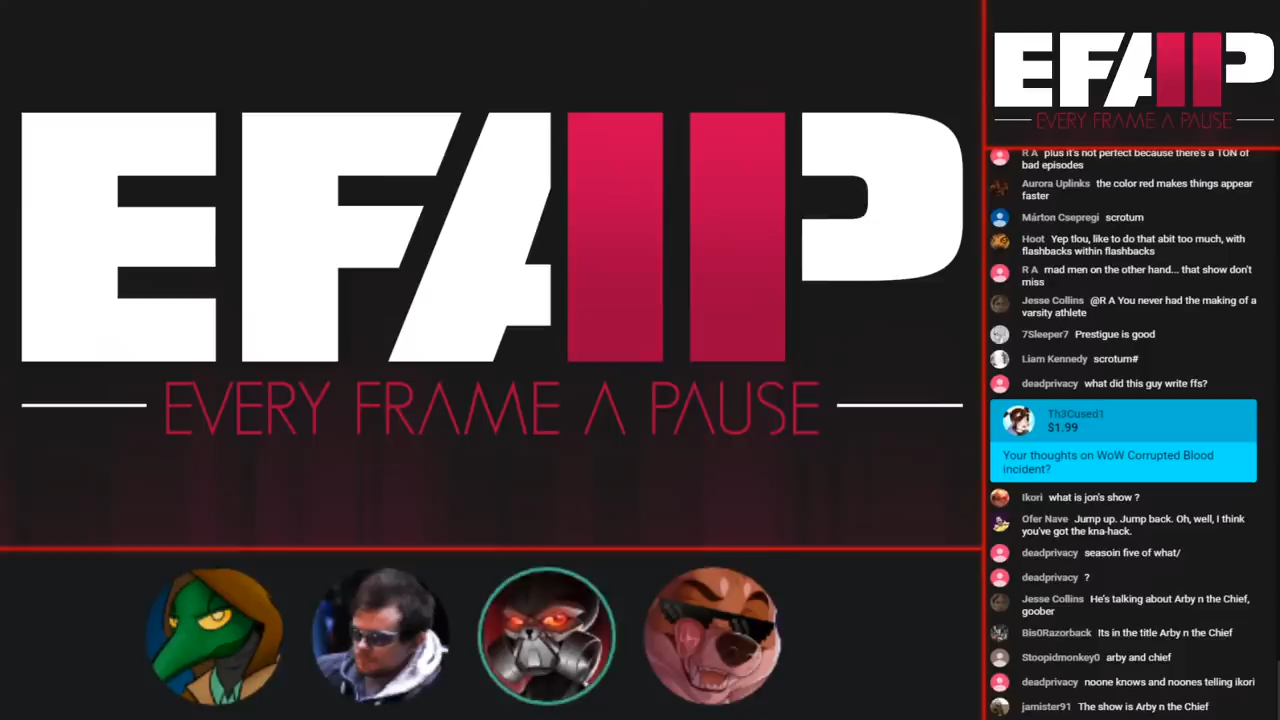 EFAP
EVERY FRAME A PAUSE
EFAP
EVERY FRAME A PAUSE
R A plus it's not perfect because there's a TON of
bad episodes
Aurora Uplinks the color red makes things appear
faster
Márton Csepregi scrotum
Hoot Yep tlou, like to do that abit too much, with
flashbacks within flashbacks
R A mad men on the other hand... that show don't
miss
Jesse Collins @R A You never had the making of a
varsity athlete
7Sleeper7 Prestigue is good
Liam Kennedy scrotum#
deadprivacy what did this guy write ffs?
Th3Cused1
$1.99
Your thoughts on WoW Corrupted Blood
incident?
Ikori what is jon's show ?
Ofer Nave Jump up. Jump back. Oh, well, I think
you've got the kna-hack.
deadprivacy seasoin five of what/
deadprivacy ?
Jesse Collins He's talking about Arby n the Chief,
goober
Bis0Razorback Its in the title Arby n the Chief
Stoopidmonkey0 arby and chief
deadprivacy noone knows and noones telling ikori
jamister91 The show is Arby n the Chief